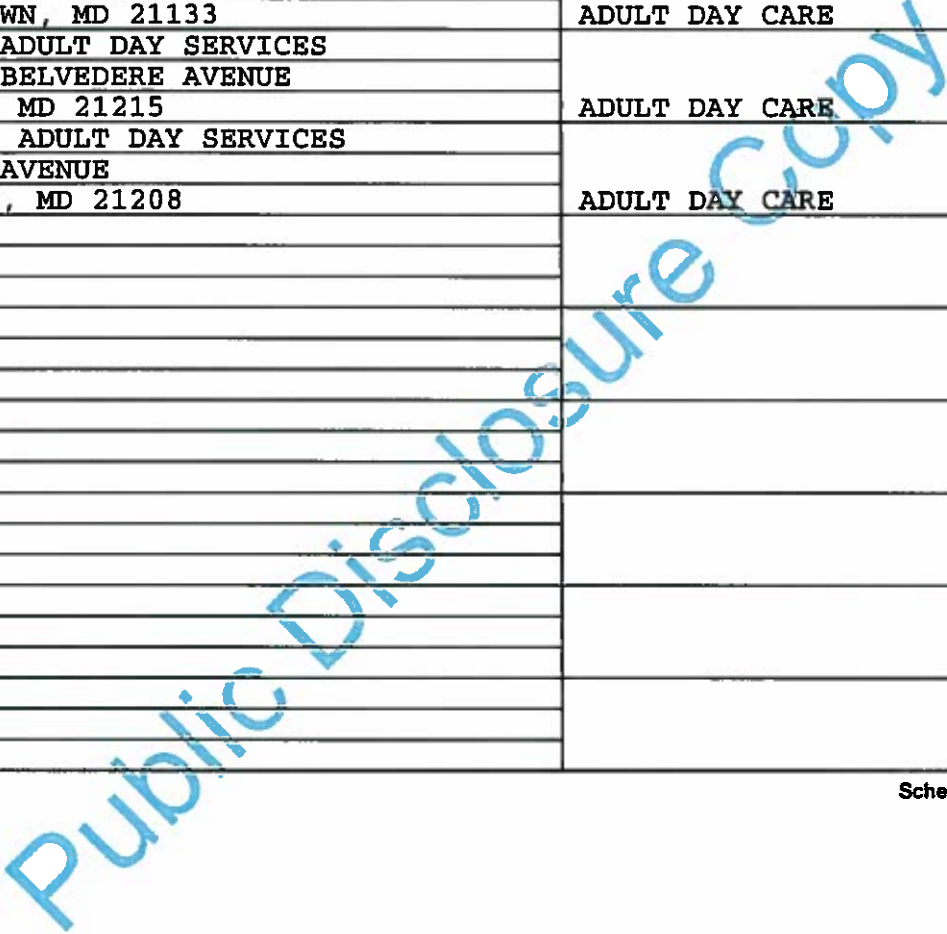 WN, MD 21133 ADULT DAY CARE
ADULT DAY SERVICES
BELVEDERE AVENUE
MD 21215 ADULT DAY CARE
ADULT DAY SERVICES
AVENUE
, MD 21208 ADULT DAY CARE
Sche
Public Disclosure Copy